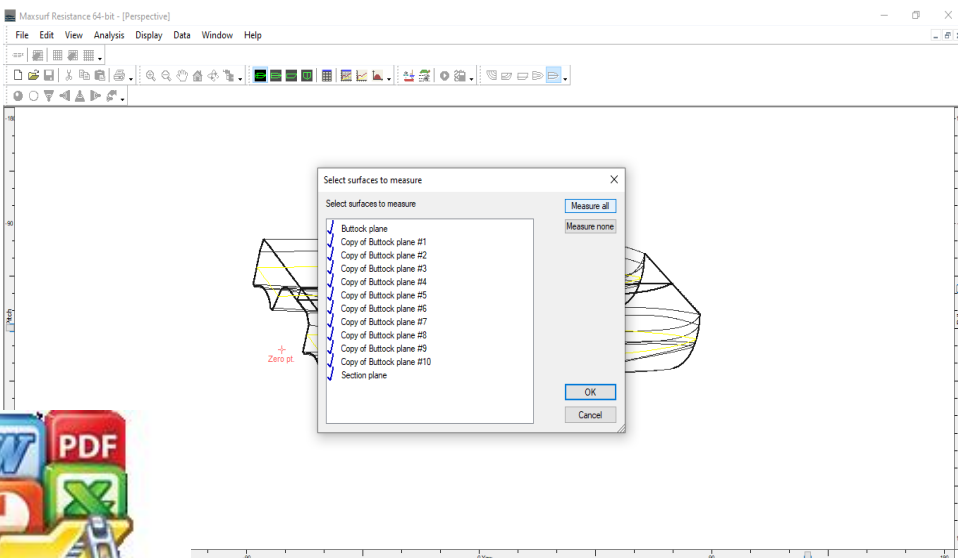 Maxsurf Resistance 64-bit - [Perspective]
File Edit View Analysis Display Data Window Help
Select surfaces to measure
Select surfaces to measure
Measure all
Measure none
Buttock plane
Copy of Buttock plane #1
Copy of Buttock plane #2
Copy of Buttock plane #3
Copy of Buttock plane #4
Copy of Buttock plane #5
Copy of Buttock plane #6
Copy of Buttock plane #7
Copy of Buttock plane #8
Copy of Buttock plane #9
Copy of Buttock plane #10
Section plane
OK
Cancel
Zero pt.
Pitch
-90
W PDF